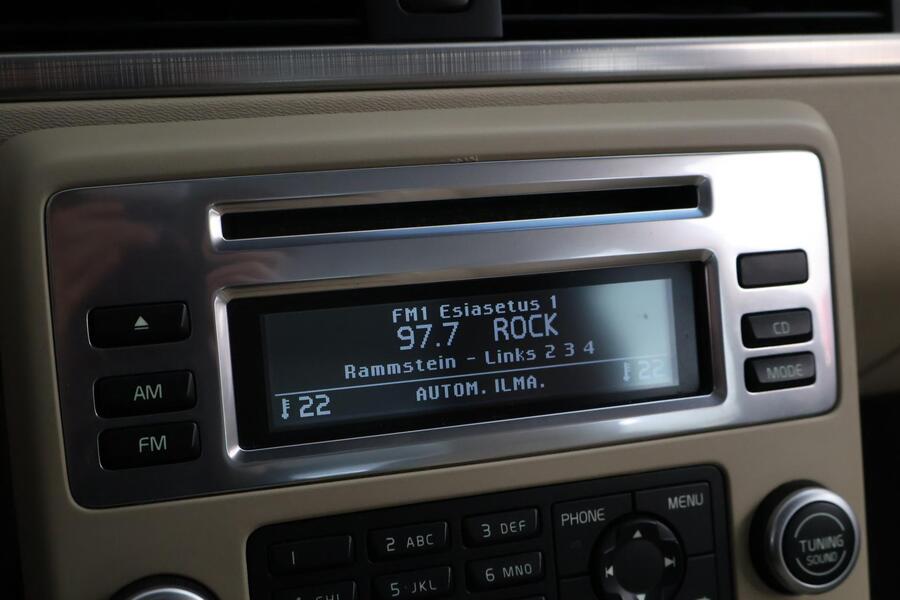 FM1 Esiasetus 1
97.7 ROCK
Rammstein - Links 2 3 4
22 AUTOM. ILMA. 22
AM
FM
CD
MODE
1
2 ABC
3 DEF
5 JKL
6 MNO
PHONE
MENU
TUNING
SOUND